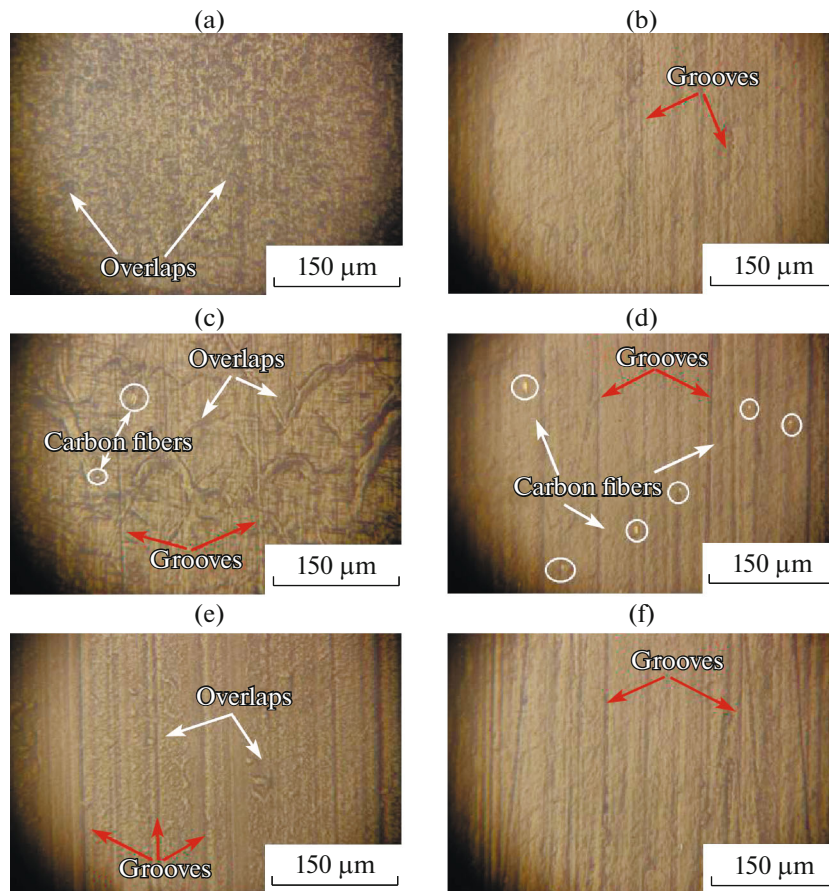 (a)
(b)
Overlaps
150 μm
Grooves
150 μm
(c)
(d)
Overlaps
Carbon fibers
Grooves
150 μm
Grooves
Carbon fibers
150 μm
(e)
(f)
Overlaps
Grooves
150 μm
Grooves
150 μm